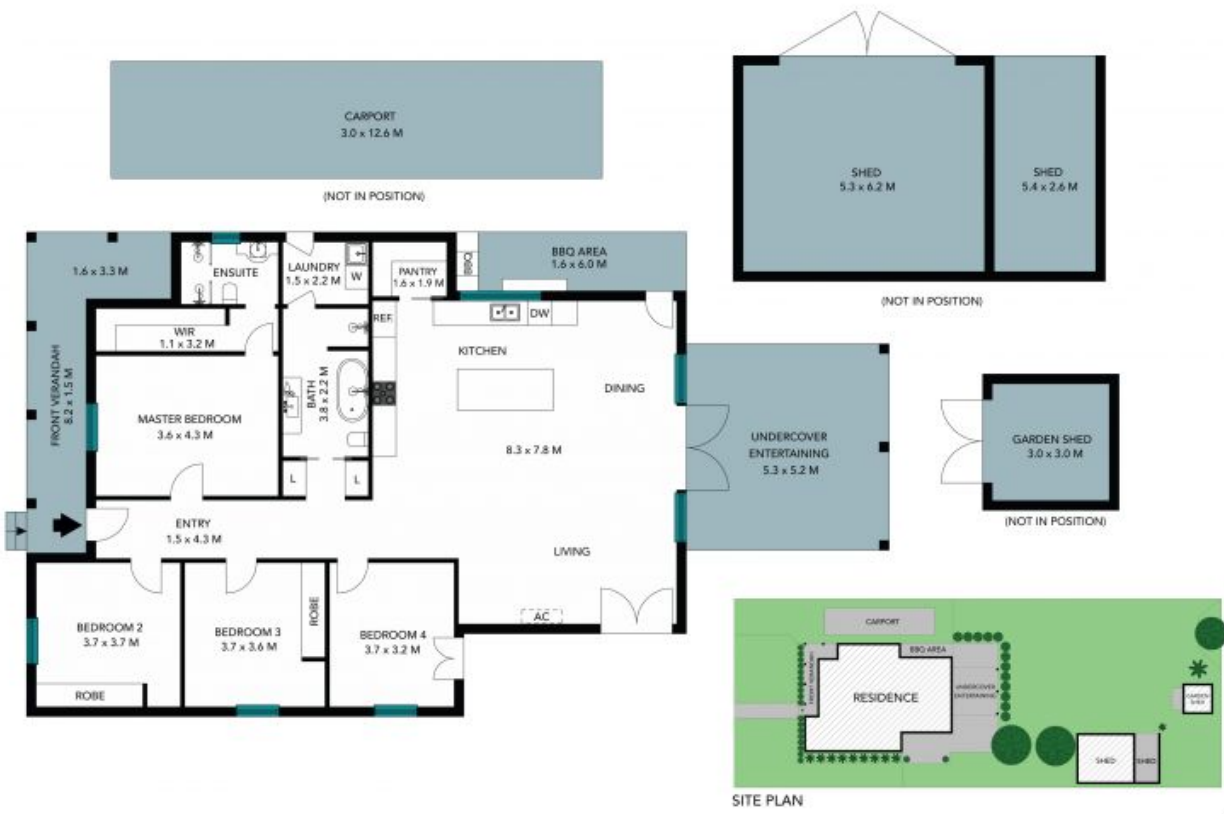 CARPORT
3.0 x 12.6 M
(NOT IN POSITION)
SHED
5.3 x 6.2 M
SHED
5.4 x 2.6 M
(NOT IN POSITION)
1.6 x 3.3 M
ENSUITE
LAUNDRY
1.5 x 2.2 M
W
PANTRY
1.6 x 1.9 M
BBQ
BBQ AREA
1.6 x 6.0 M
WIR
1.1 x 3.2 M
REF.
DW
KITCHEN
DINING
FRONT VERANDAH
8.2 x 1.5 M
MASTER BEDROOM
3.6 x 4.3 M
BATH
3.8 x 2.2 M
8.3 x 7.8 M
UNDERCOVER
ENTERTAINING
5.3 x 5.2 M
GARDEN SHED
3.0 x 3.0 M
(NOT IN POSITION)
L
L
ENTRY
1.5 x 4.3 M
LIVING
AC
BEDROOM 2
3.7 x 3.7 M
ROBE
BEDROOM 3
3.7 x 3.6 M
ROBE
BEDROOM 4
3.7 x 3.2 M
CARPORT
BBQ AREA
FRONT VERANDAH
RESIDENCE
UNDERCOVER
ENTERTAINING
GARDEN
SHED
SHED
SHED
SITE PLAN